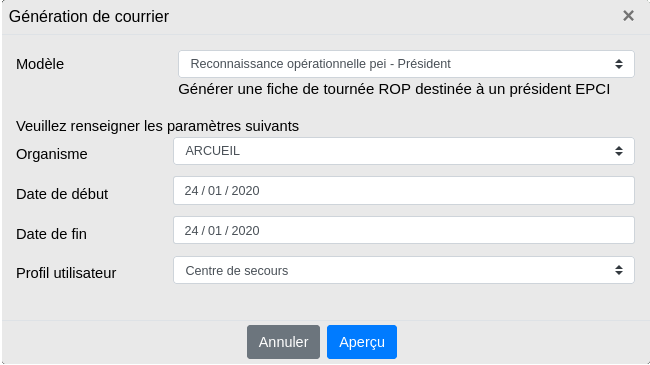 Génération de courrier ×
Modèle Reconnaissance opérationnelle pei - Président
Générer une fiche de tournée ROP destinée à un président EPCI
Veuillez renseigner les paramètres suivants
Organisme ARCUEIL
Date de début 24 / 01 / 2020
Date de fin 24 / 01 / 2020
Profil utilisateur Centre de secours
Annuler Aperçu